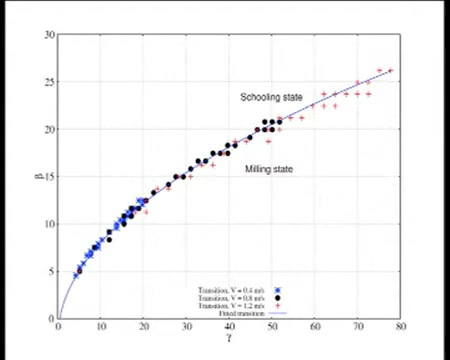 30
25
20
15
10
5
0
β
Schooling state
Milling state
Transition, V = 0.4 m/s
Transition, V = 0.8 m/s
Transition, V = 1.2 m/s
Fitted transition
0 10 20 30 40 50 60 70 80
γ